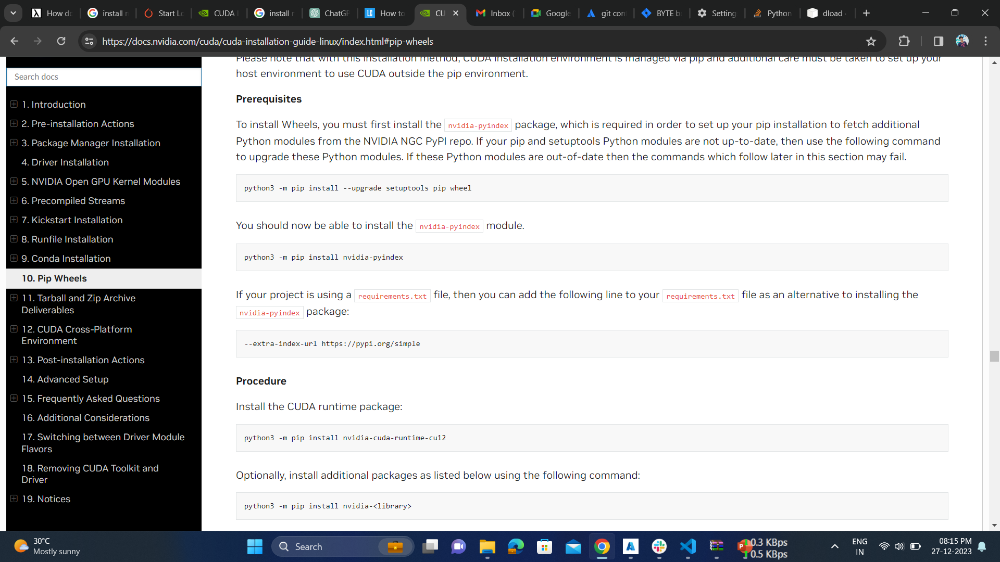 How do
install n
Start Lo
CUDA I
install n
ChatGP
How to
CU
Inbox (
Google
git con
BYTE b
Setting
Python
dload -
https://docs.nvidia.com/cuda/cuda-installation-guide-linux/index.html#pip-wheels
Search docs
1. Introduction
2. Pre-installation Actions
3. Package Manager Installation
4. Driver Installation
5. NVIDIA Open GPU Kernel Modules
6. Precompiled Streams
7. Kickstart Installation
8. Runfile Installation
9. Conda Installation
10. Pip Wheels
11. Tarball and Zip Archive
Deliverables
12. CUDA Cross-Platform
Environment
13. Post-installation Actions
14. Advanced Setup
15. Frequently Asked Questions
16. Additional Considerations
17. Switching between Driver Module
Flavors
18. Removing CUDA Toolkit and
Driver
19. Notices
Please note that with this installation method, CUDA installation environment is managed via pip and additional care must be taken to set up your
host environment to use CUDA outside the pip environment.
Prerequisites
To install Wheels, you must first install the nvidia-pyindex package, which is required in order to set up your pip installation to fetch additional
Python modules from the NVIDIA NGC PyPI repo. If your pip and setuptools Python modules are not up-to-date, then use the following command
to upgrade these Python modules. If these Python modules are out-of-date then the commands which follow later in this section may fail.
python3 -m pip install --upgrade setuptools pip wheel
You should now be able to install the nvidia-pyindex module.
python3 -m pip install nvidia-pyindex
If your project is using a requirements.txt file, then you can add the following line to your requirements.txt file as an alternative to installing the
nvidia-pyindex package:
--extra-index-url https://pypi.org/simple
Procedure
Install the CUDA runtime package:
python3 -m pip install nvidia-cuda-runtime-cu12
Optionally, install additional packages as listed below using the following command:
python3 -m pip install nvidia-<library>
30°C
Mostly sunny
Search
0.3 KBps
0.5 KBps
ENG
IN
08:15 PM
27-12-2023